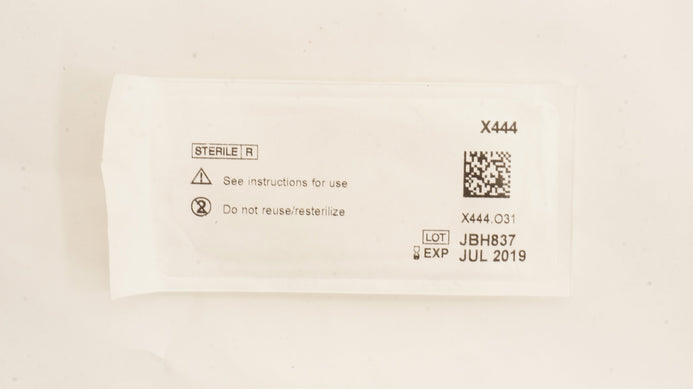 X444
STERILE R
See instructions for use
Do not reuse/resterilize
X444.O31
LOT JBH837
EXP JUL 2019